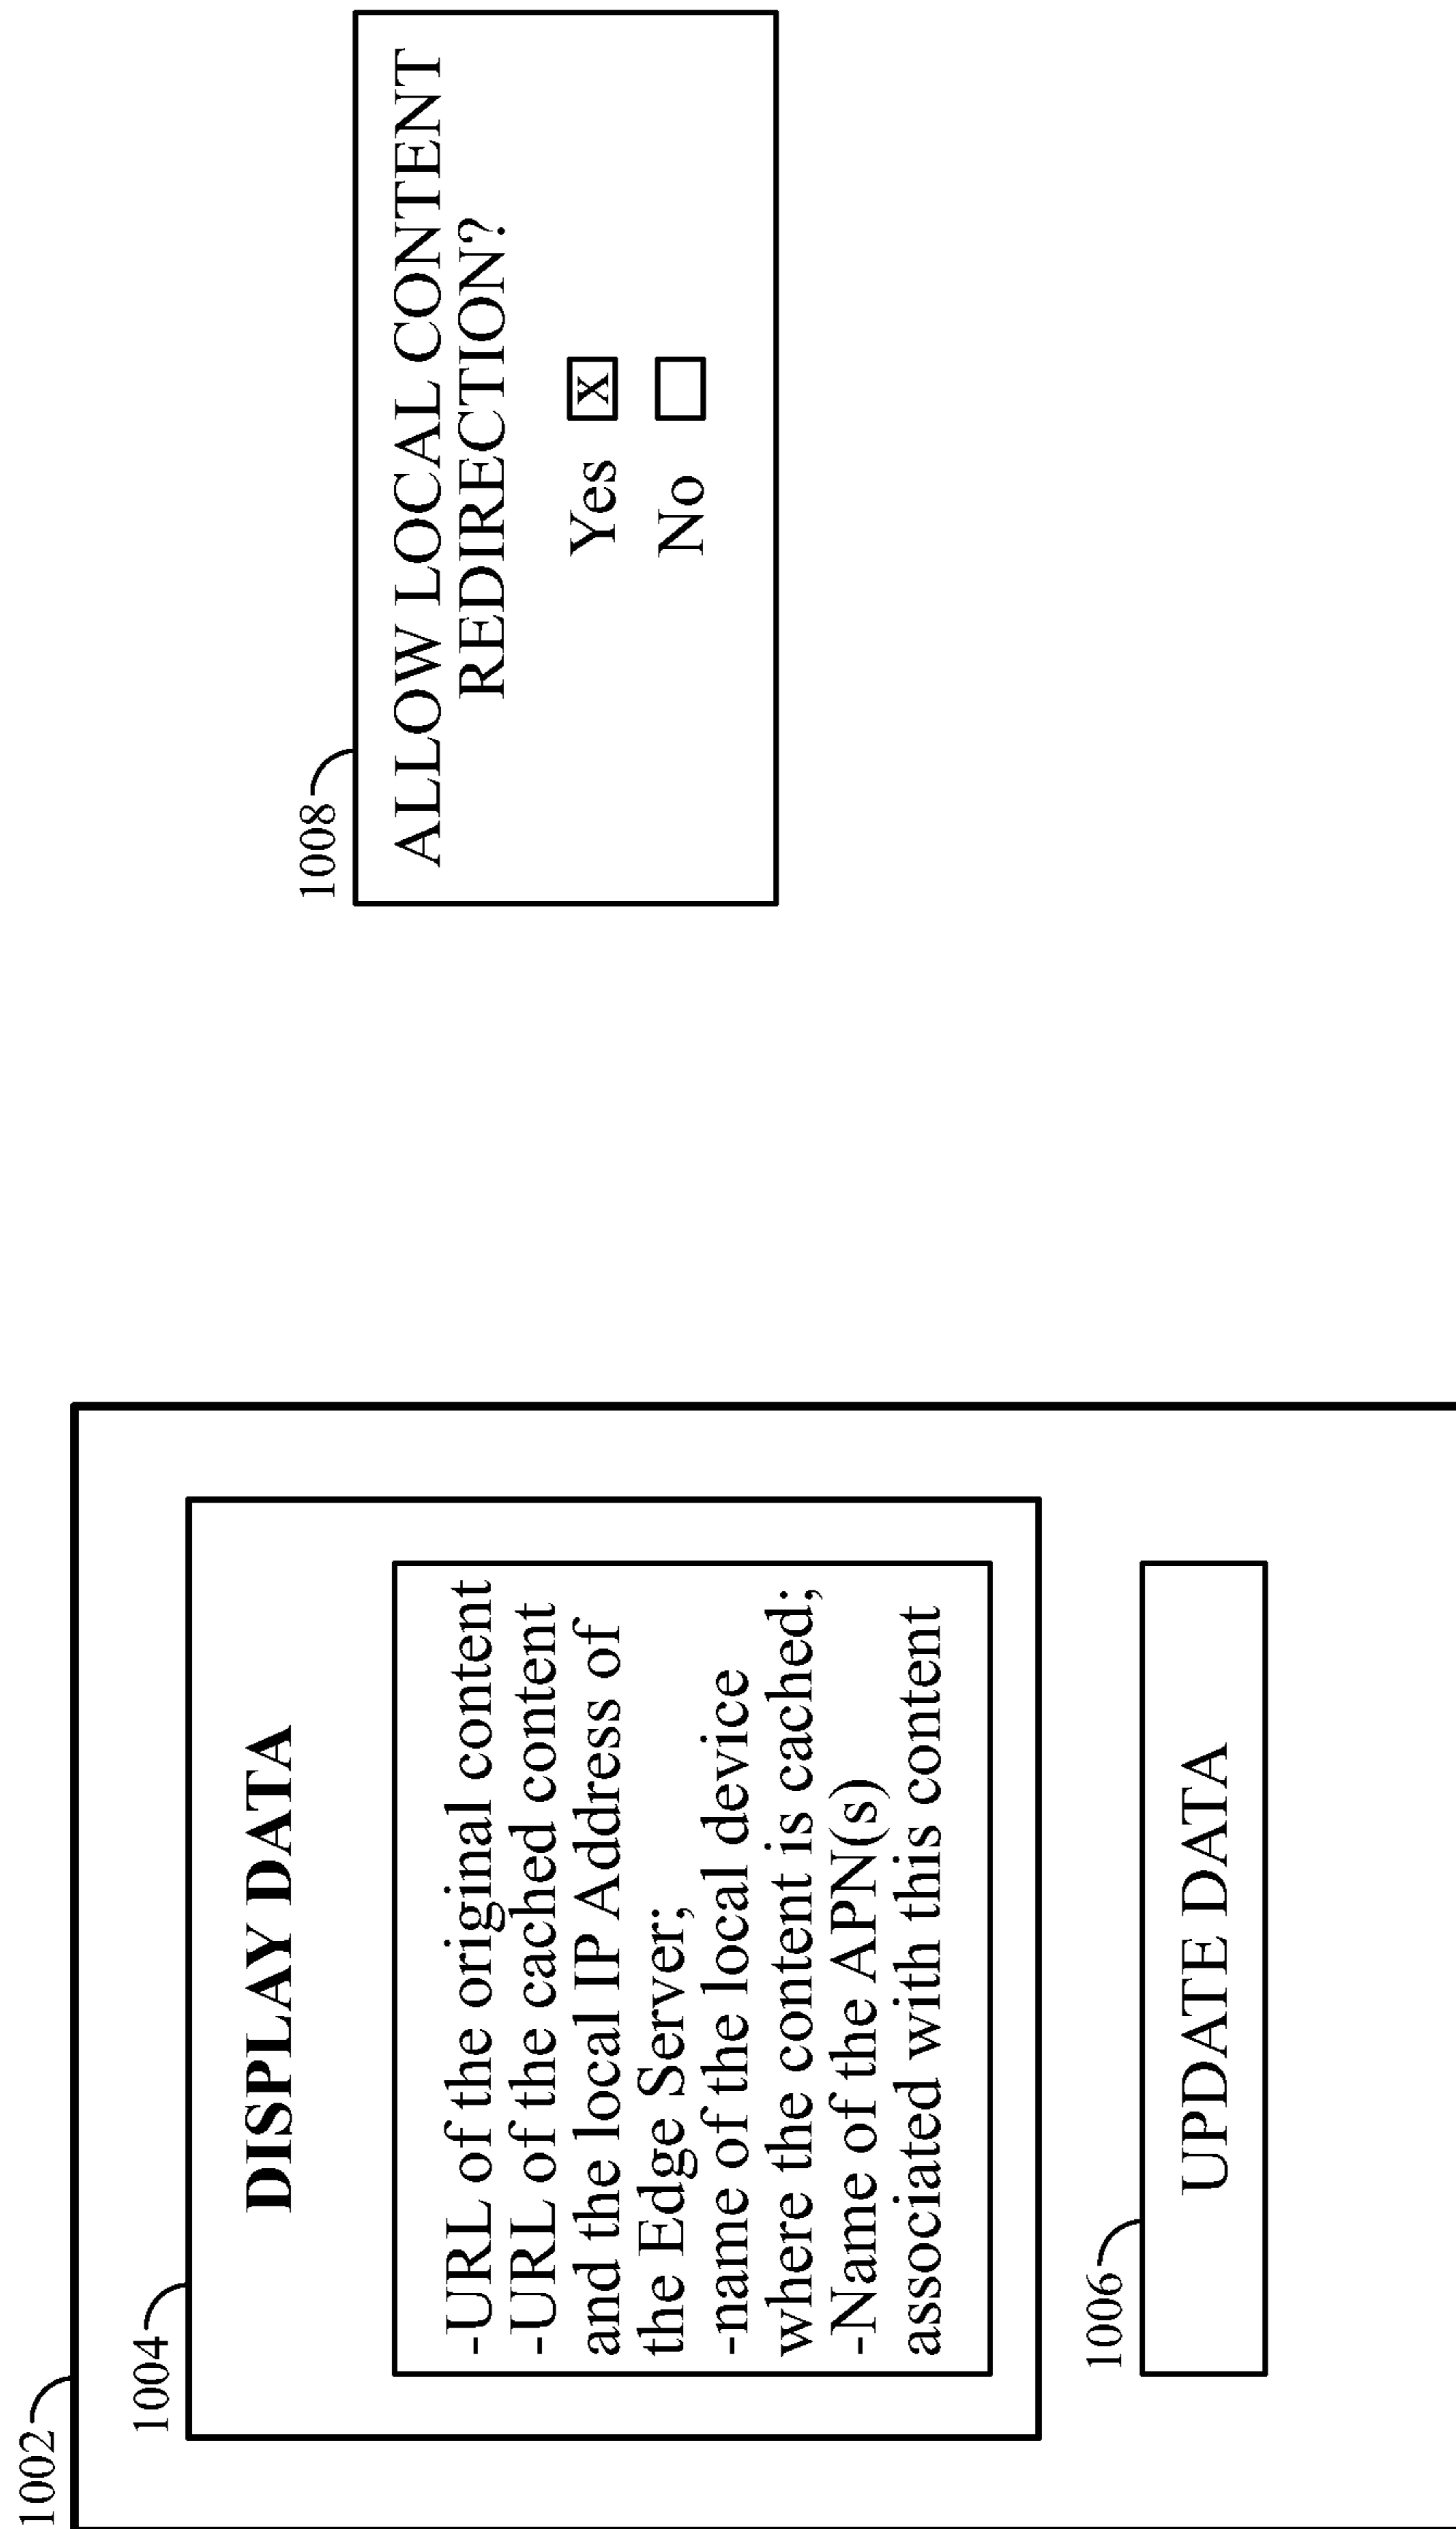 1002
1004
DISPLAY DATA
-URL of the original content
-URL of the cached content
and the local IP Address of
the Edge Server;
-name of the local device
where the content is cached;
-Name of the APN(s)
associated with this content
1006
UPDATE DATA
1008
ALLOW LOCAL CONTENT
REDIRECTION?
Yes x
No